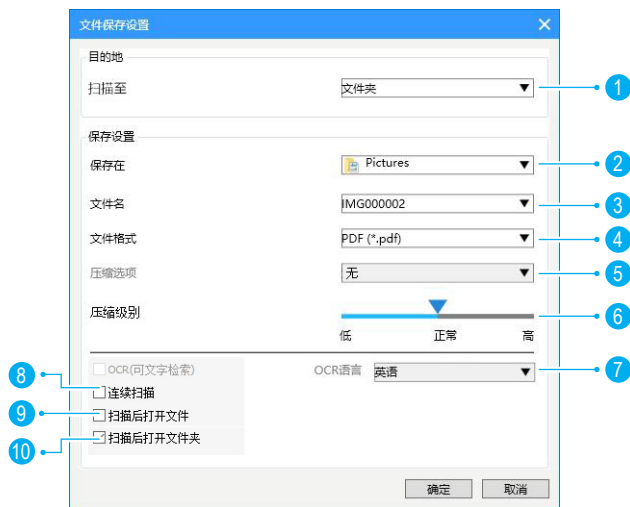 文件保存设置
目的地
扫描至 文件夹 ▼ 1
保存设置
保存在 Pictures ▼ 2
文件名 IMG000002 ▼ 3
文件格式 PDF (*.pdf) ▼ 4
压缩选项 无 ▼ 5
压缩级别 6
低 正常 高
OCR(可文字检索) OCR语言 英语 ▼ 7
8 连续扫描
9 扫描后打开文件
10 扫描后打开文件夹
确定 取消